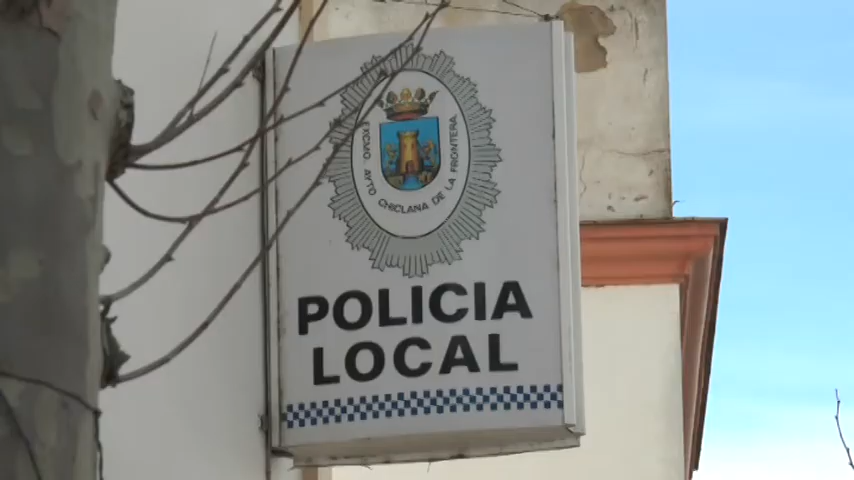 EXCMO. AYTO. CHICLANA DE LA FRONTERA.
POLICIA
LOCAL